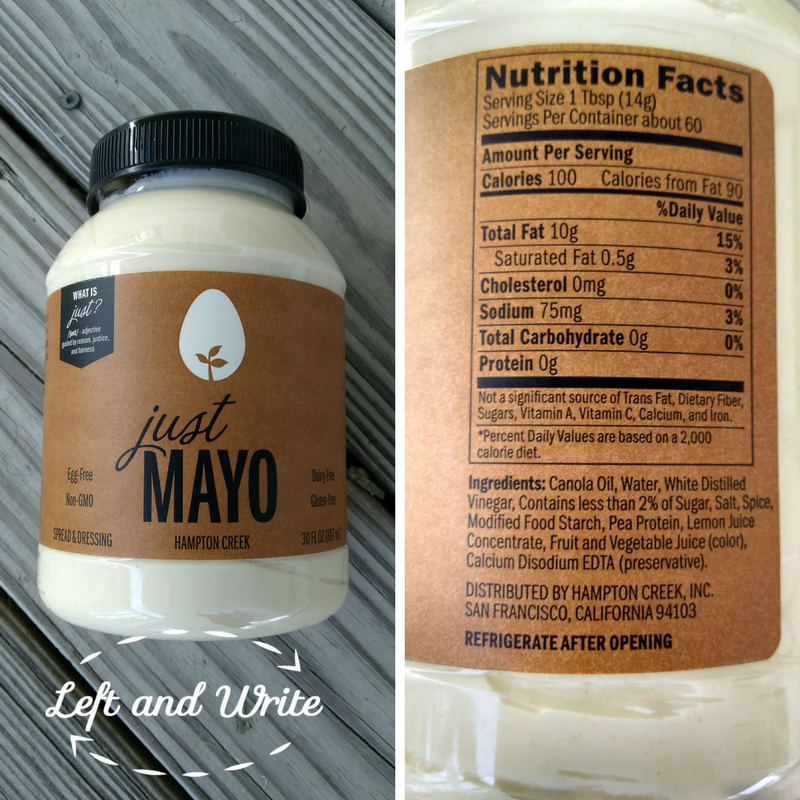 WHAT IS
just?
/jəst/ - adjective
guided by reason, justice,
and fairness
just
MAYO
Egg-Free
Non-GMO
Dairy-Free
Gluten-Free
SPREAD & DRESSING
HAMPTON CREEK
30 FL OZ (887 ml)
Left and Write
Nutrition Facts
Serving Size 1 Tbsp (14g)
Servings Per Container about 60
Amount Per Serving
Calories 100 Calories from Fat 90
%Daily Value
Total Fat 10g 15%
Saturated Fat 0.5g 3%
Cholesterol 0mg 0%
Sodium 75mg 3%
Total Carbohydrate 0g 0%
Protein 0g
Not a significant source of Trans Fat, Dietary Fiber,
Sugars, Vitamin A, Vitamin C, Calcium, and Iron.
*Percent Daily Values are based on a 2,000
calorie diet.
Ingredients: Canola Oil, Water, White Distilled
Vinegar, Contains less than 2% of Sugar, Salt, Spice,
Modified Food Starch, Pea Protein, Lemon Juice
Concentrate, Fruit and Vegetable Juice (color),
Calcium Disodium EDTA (preservative).
DISTRIBUTED BY HAMPTON CREEK, INC.
SAN FRANCISCO, CALIFORNIA 94103
REFRIGERATE AFTER OPENING